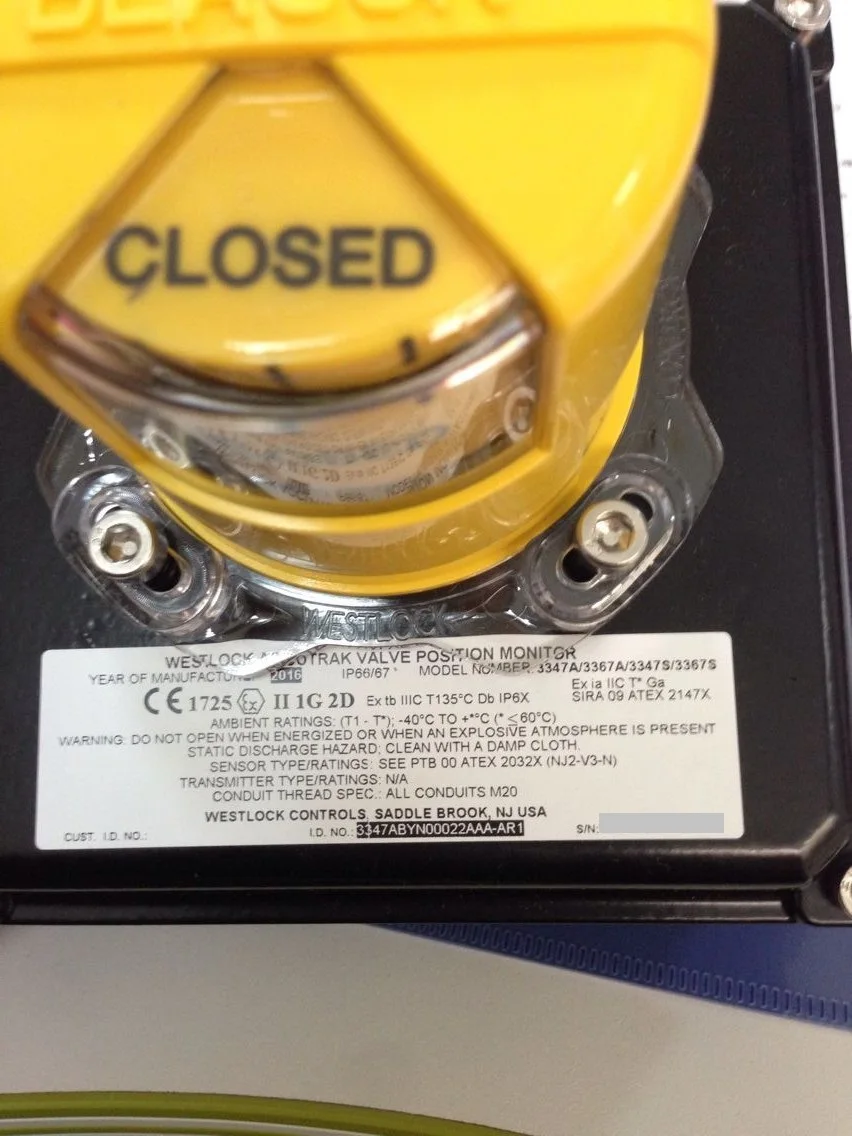 BEACON
CLOSED
WESTLOCK
WESTLOCK ACCUTRAK VALVE POSITION MONITOR
YEAR OF MANUFACTURE 2016 IP66/67 * MODEL NUMBER: 3347A/3367A/3347S/3367S
CE 1725 Ex II 1G 2D Ex tb IIIC T135°C Db IP6X Ex ia IIC T* Ga
SIRA 09 ATEX 2147X
AMBIENT RATINGS: (T1 - T*); -40°C TO +*°C (* ≤60°C)
WARNING: DO NOT OPEN WHEN ENERGIZED OR WHEN AN EXPLOSIVE ATMOSPHERE IS PRESENT
STATIC DISCHARGE HAZARD; CLEAN WITH A DAMP CLOTH.
SENSOR TYPE/RATINGS: SEE PTB 00 ATEX 2032X (NJ2-V3-N)
TRANSMITTER TYPE/RATINGS: N/A
CONDUIT THREAD SPEC.: ALL CONDUITS M20
WESTLOCK CONTROLS, SADDLE BROOK, NJ USA
CUST. I.D. NO.: I.D. NO.: 3347ABYN00022AAA-AR1 S/N: